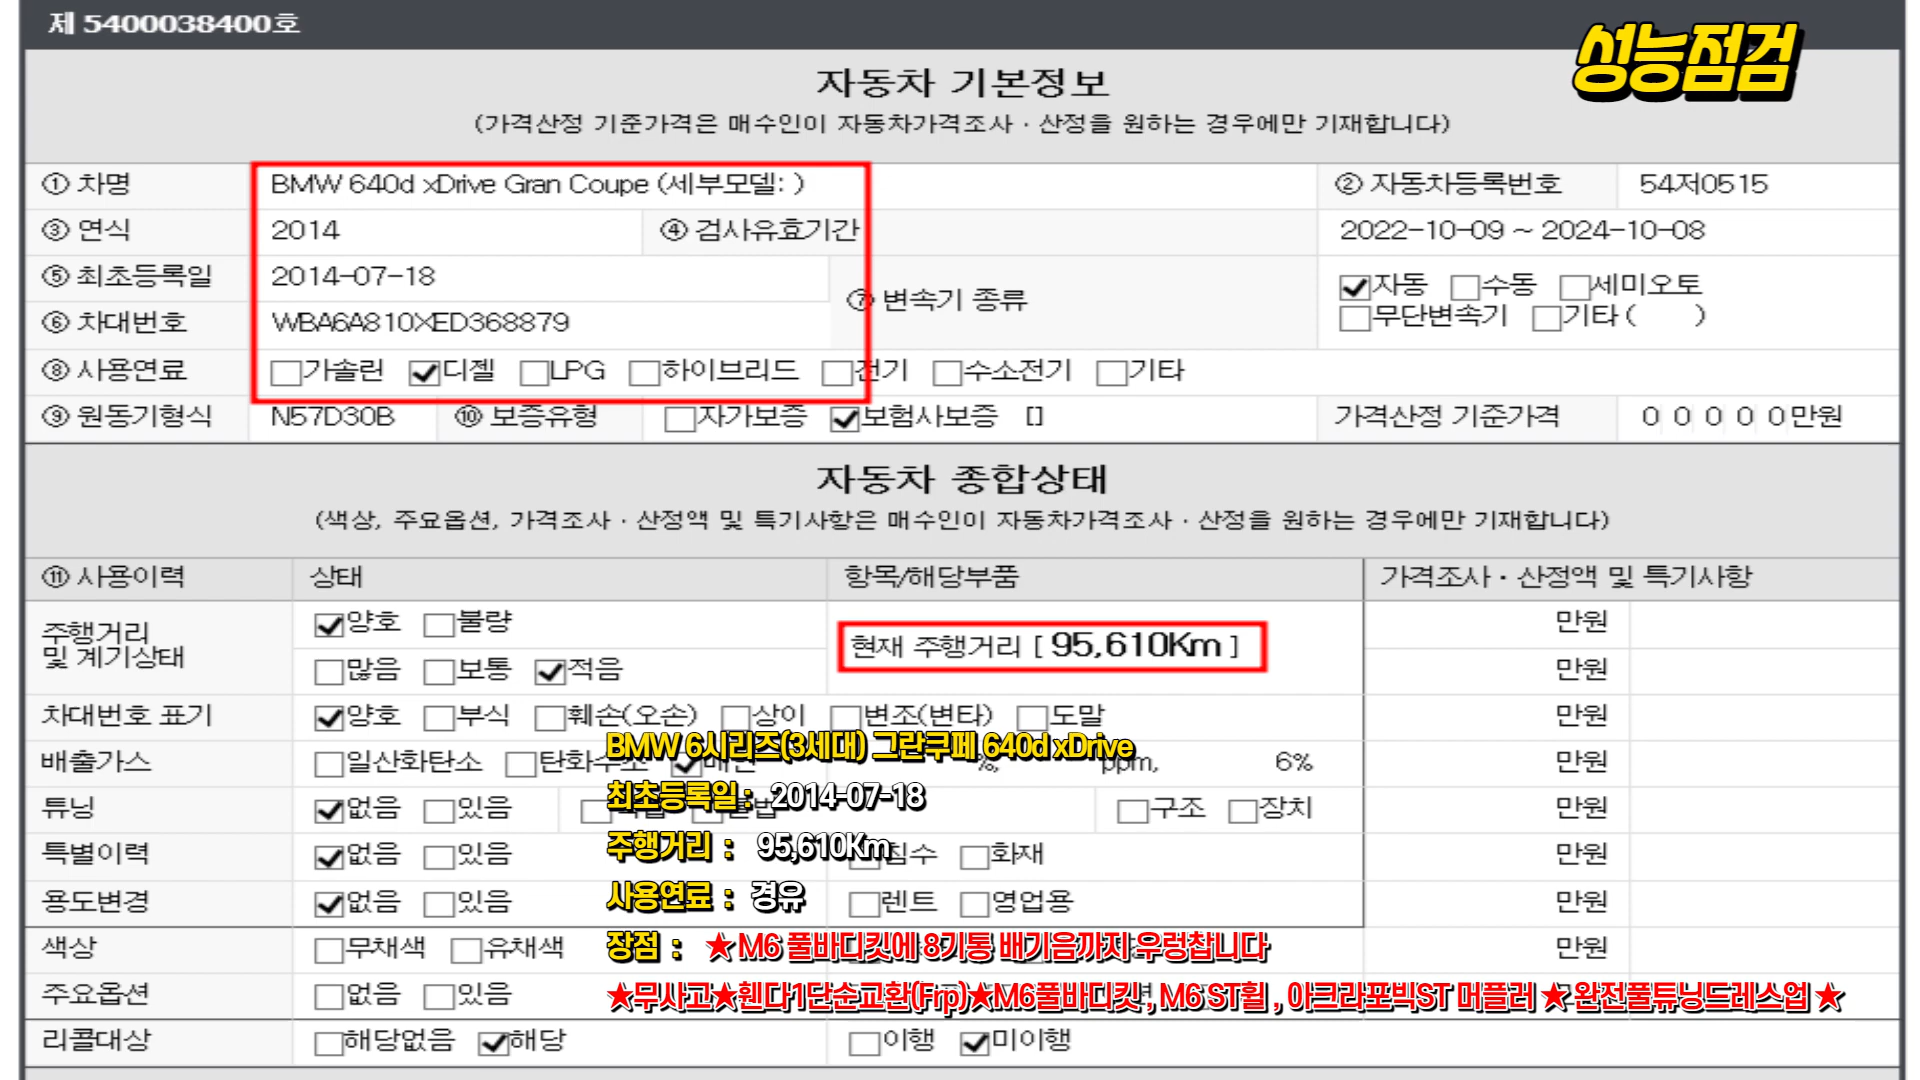 제 5400038400호
성능점검
자동차 기본정보
(가격산정 기준가격은 매수인이 자동차가격조사 · 산정을 원하는 경우에만 기재합니다)
① 차명 BMW 640d xDrive Gran Coupe (세부모델: ) ② 자동차등록번호 54저0515
③ 연식 2014 ④ 검사유효기간 2022-10-09 ~ 2024-10-08
⑤ 최초등록일 2014-07-18
⑦ 변속기 종류 자동 수동 세미오토
무단변속기 기타 ( )
⑥ 차대번호 WBA6A810XED368879
⑧ 사용연료 가솔린 디젤 LPG 하이브리드 전기 수소전기 기타
⑨ 원동기형식 N57D30B ⑩ 보증유형 자가보증 보험사보증 [] 가격산정 기준가격 0 0 0 0 0만원
자동차 종합상태
(색상, 주요옵션, 가격조사 · 산정액 및 특기사항은 매수인이 자동차가격조사 · 산정을 원하는 경우에만 기재합니다)
⑪ 사용이력 상태 항목/해당부품 가격조사 · 산정액 및 특기사항
주행거리
및 계기상태
양호 불량 만원
현재 주행거리 [ 95,610Km ]
많음 보통 적음 만원
차대번호 표기 양호 부식 훼손(오손) 상이 변조(변타) 도말 만원
BMW 6시리즈(3세대) 그란쿠페 640d xDrive
배출가스 일산화탄소 탄화수소 매연 %, ppm, 6% 만원
최초등록일 : 2014-07-18
튜닝 없음 있음 구조 장치 만원
주행거리 : 95,610Km
특별이력 없음 있음 침수 화재 만원
사용연료 : 경유
용도변경 없음 있음 렌트 영업용 만원
색상 무채색 유채색 만원
장점 : ★ M6 풀바디킷에 8기통 배기음까지 우렁찹니다
주요옵션 없음 있음
★무사고★휀다1단순교환(Frp)★M6풀바디킷 , M6 ST휠 , 아크라포빅ST 머플러 ★ 완전풀튜닝드레스업 ★
리콜대상 해당없음 해당 이행 미이행